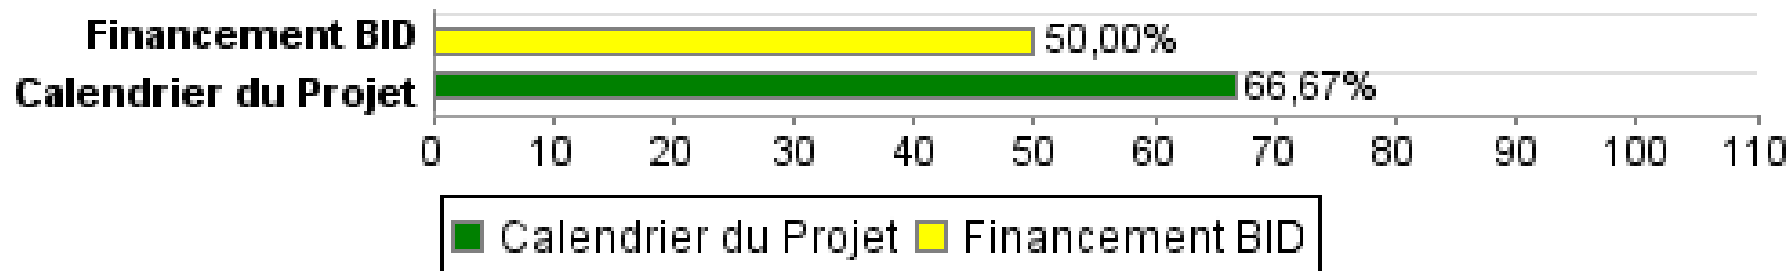 Financement BID 50,00%
Calendrier du Projet 66,67%
0 10 20 30 40 50 60 70 80 90 100 110
Calendrier du Projet Financement BID